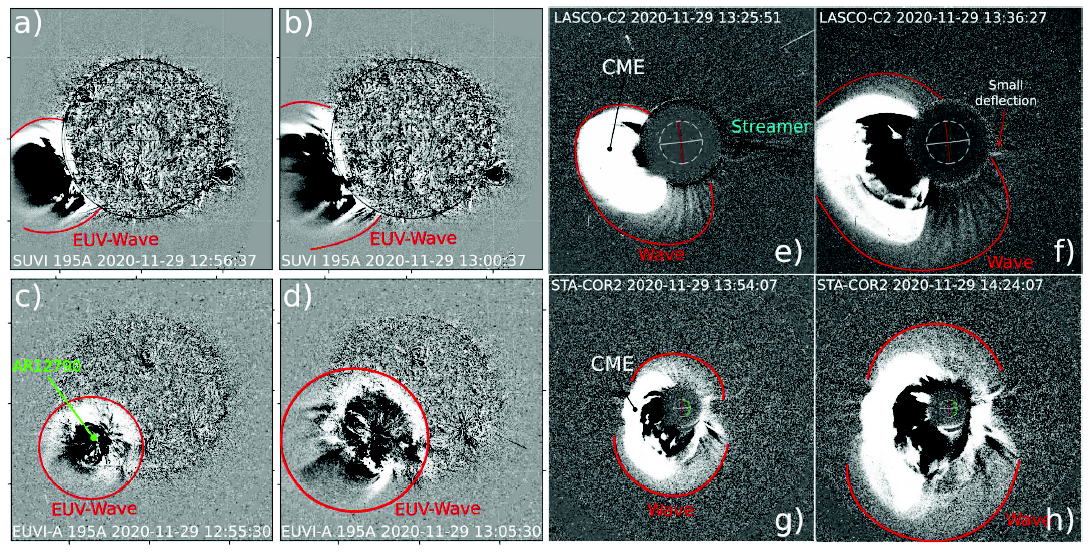 a)
EUV-Wave
SUVI 195A 2020-11-29 12:56:37
b)
EUV-Wave
SUVI 195A 2020-11-29 13:00:37
LASCO-C2 2020-11-29 13:25:51
CME
Streamer
Wave
e)
LASCO-C2 2020-11-29 13:36:27
Small
deflection
Wave
f)
c)
AR12790
EUV-Wave
EUVI-A 195A 2020-11-29 12:55:30
d)
EUV-Wave
EUVI-A 195A 2020-11-29 13:05:30
STA-COR2 2020-11-29 13:54:07
CME
Wave
g)
STA-COR2 2020-11-29 14:24:07
Wave
h)